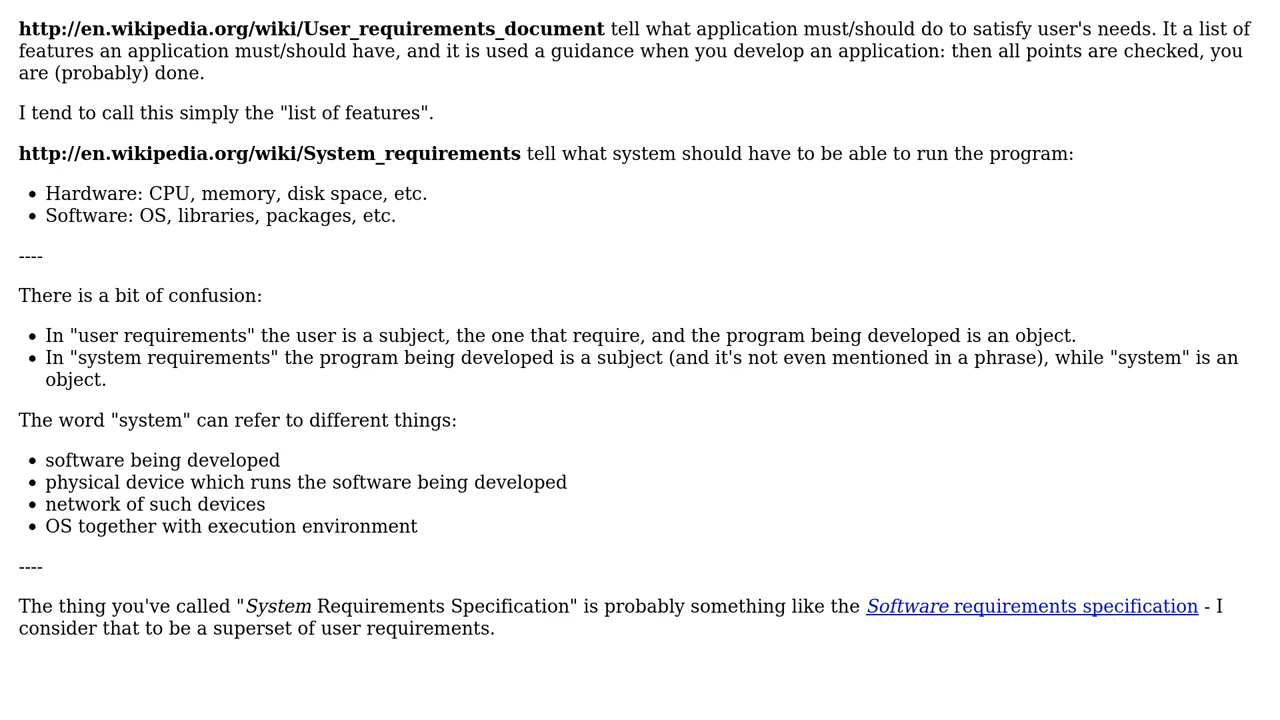 http://en.wikipedia.org/wiki/User_requirements_document tell what application must/should do to satisfy user's needs. It a list of
features an application must/should have, and it is used a guidance when you develop an application: then all points are checked, you
are (probably) done.
I tend to call this simply the "list of features".
http://en.wikipedia.org/wiki/System_requirements tell what system should have to be able to run the program:
• Hardware: CPU, memory, disk space, etc.
• Software: OS, libraries, packages, etc.
----
There is a bit of confusion:
• In "user requirements" the user is a subject, the one that require, and the program being developed is an object.
• In "system requirements" the program being developed is a subject (and it's not even mentioned in a phrase), while "system" is an
object.
The word "system" can refer to different things:
• software being developed
• physical device which runs the software being developed
• network of such devices
• OS together with execution environment
----
The thing you've called "System Requirements Specification" is probably something like the Software requirements specification - I
consider that to be a superset of user requirements.